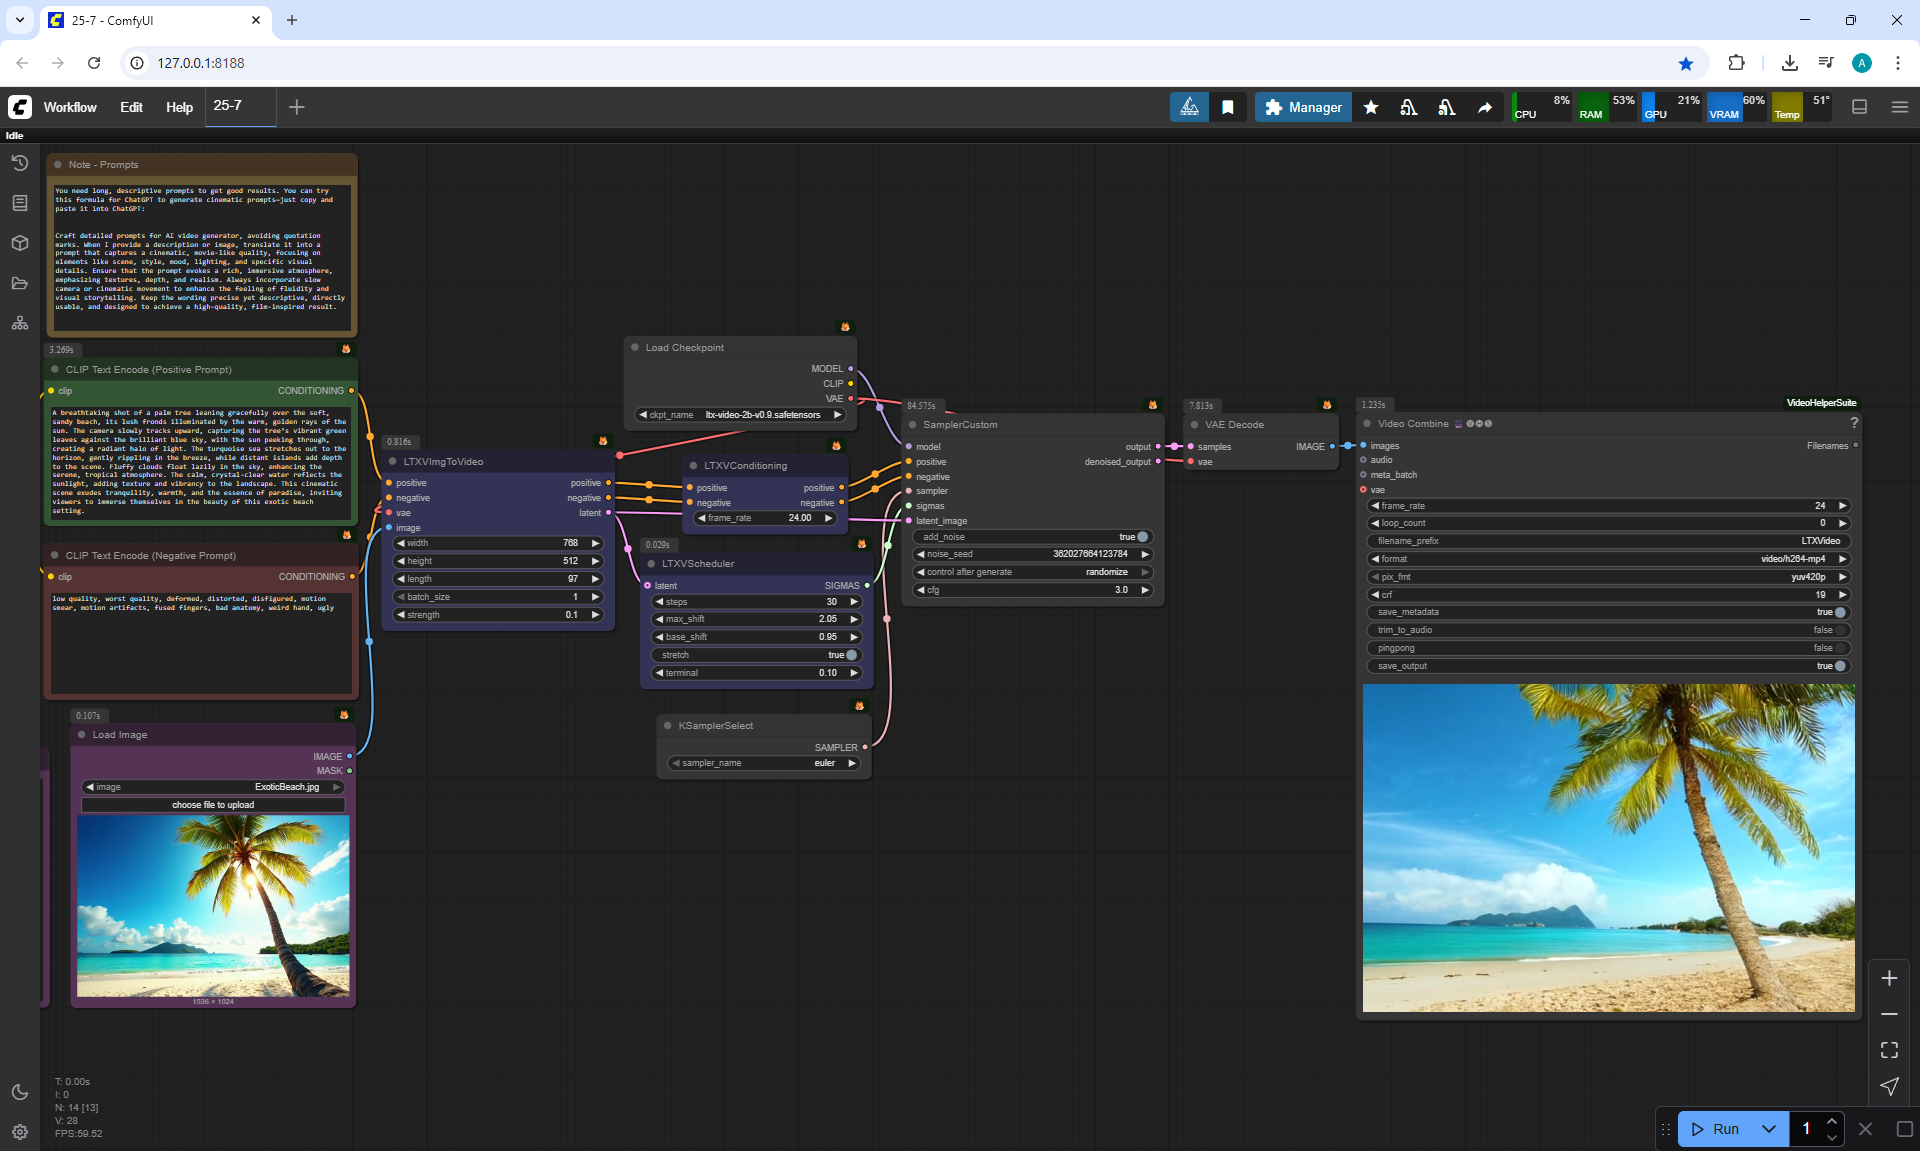 25-7 - ComfyUI
127.0.0.1:8188
Workflow
Edit
Help
25-7
Manager
CPU 8%
RAM 53%
GPU 21%
VRAM 60%
Temp 51°
Idle
Note - Prompts
You need long, descriptive prompts to get good results. You can try
this formula for ChatGPT to generate cinematic prompts—just copy and
paste it into ChatGPT:
Craft detailed prompts for AI video generator, avoiding quotation
marks. When I provide a description or image, translate it into a
prompt that captures a cinematic, movie-like quality, focusing on
elements like scene, style, mood, lighting, and specific visual
details. Ensure that the prompt evokes a rich, immersive atmosphere,
emphasizing textures, depth, and realism. Always incorporate slow
camera or cinematic movement to enhance the feeling of fluidity and
visual storytelling. Keep the wording precise yet descriptive, directly
usable, and designed to achieve a high-quality, film-inspired result.
3.269s
CLIP Text Encode (Positive Prompt)
clip
CONDITIONING
A breathtaking shot of a palm tree leaning gracefully over the soft,
sandy beach, its lush fronds illuminated by the warm, golden rays of the
sun. The camera slowly tracks upward, capturing the tree's vibrant green
leaves against the brilliant blue sky, with the sun peeking through,
creating a radiant halo of light. The turquoise sea stretches out to the
horizon, gently rippling in the breeze, while distant islands add depth
to the scene. Fluffy clouds float lazily in the sky, enhancing the
serene, tropical atmosphere. The calm, crystal-clear water reflects the
sunlight, adding texture and vibrancy to the landscape. This cinematic
scene exudes tranquility, warmth, and the essence of paradise, inviting
viewers to immerse themselves in the beauty of this exotic beach
setting.
CLIP Text Encode (Negative Prompt)
clip
CONDITIONING
low quality, worst quality, deformed, distorted, disfigured, motion
smear, motion artifacts, fused fingers, bad anatomy, weird hand, ugly
0.107s
Load Image
IMAGE
MASK
image ExoticBeach.jpg
choose file to upload
1536 × 1024
0.816s
LTXVImgToVideo
positive positive
negative negative
vae latent
image
width 768
height 512
length 97
batch_size 1
strength 0.1
Load Checkpoint
MODEL
CLIP
VAE
ckpt_name ltx-video-2b-v0.9.safetensors
LTXVConditioning
positive positive
negative negative
frame_rate 24.00
0.029s
LTXVScheduler
latent SIGMAS
steps 30
max_shift 2.05
base_shift 0.95
stretch true
terminal 0.10
KSamplerSelect
SAMPLER
sampler_name euler
84.575s
SamplerCustom
model output
positive denoised_output
negative
sampler
sigmas
latent_image
add_noise true
noise_seed 362027664123784
control after generate randomize
cfg 3.0
7.813s
VAE Decode
samples IMAGE
vae
1.235s
VideoHelperSuite
Video Combine
?
images Filenames
audio
meta_batch
vae
frame_rate 24
loop_count 0
filename_prefix LTXVideo
format video/h264-mp4
pix_fmt yuv420p
crf 19
save_metadata true
trim_to_audio false
pingpong false
save_output true
T: 0.00s
I: 0
N: 14 [13]
V: 28
FPS:59.52
Run
1